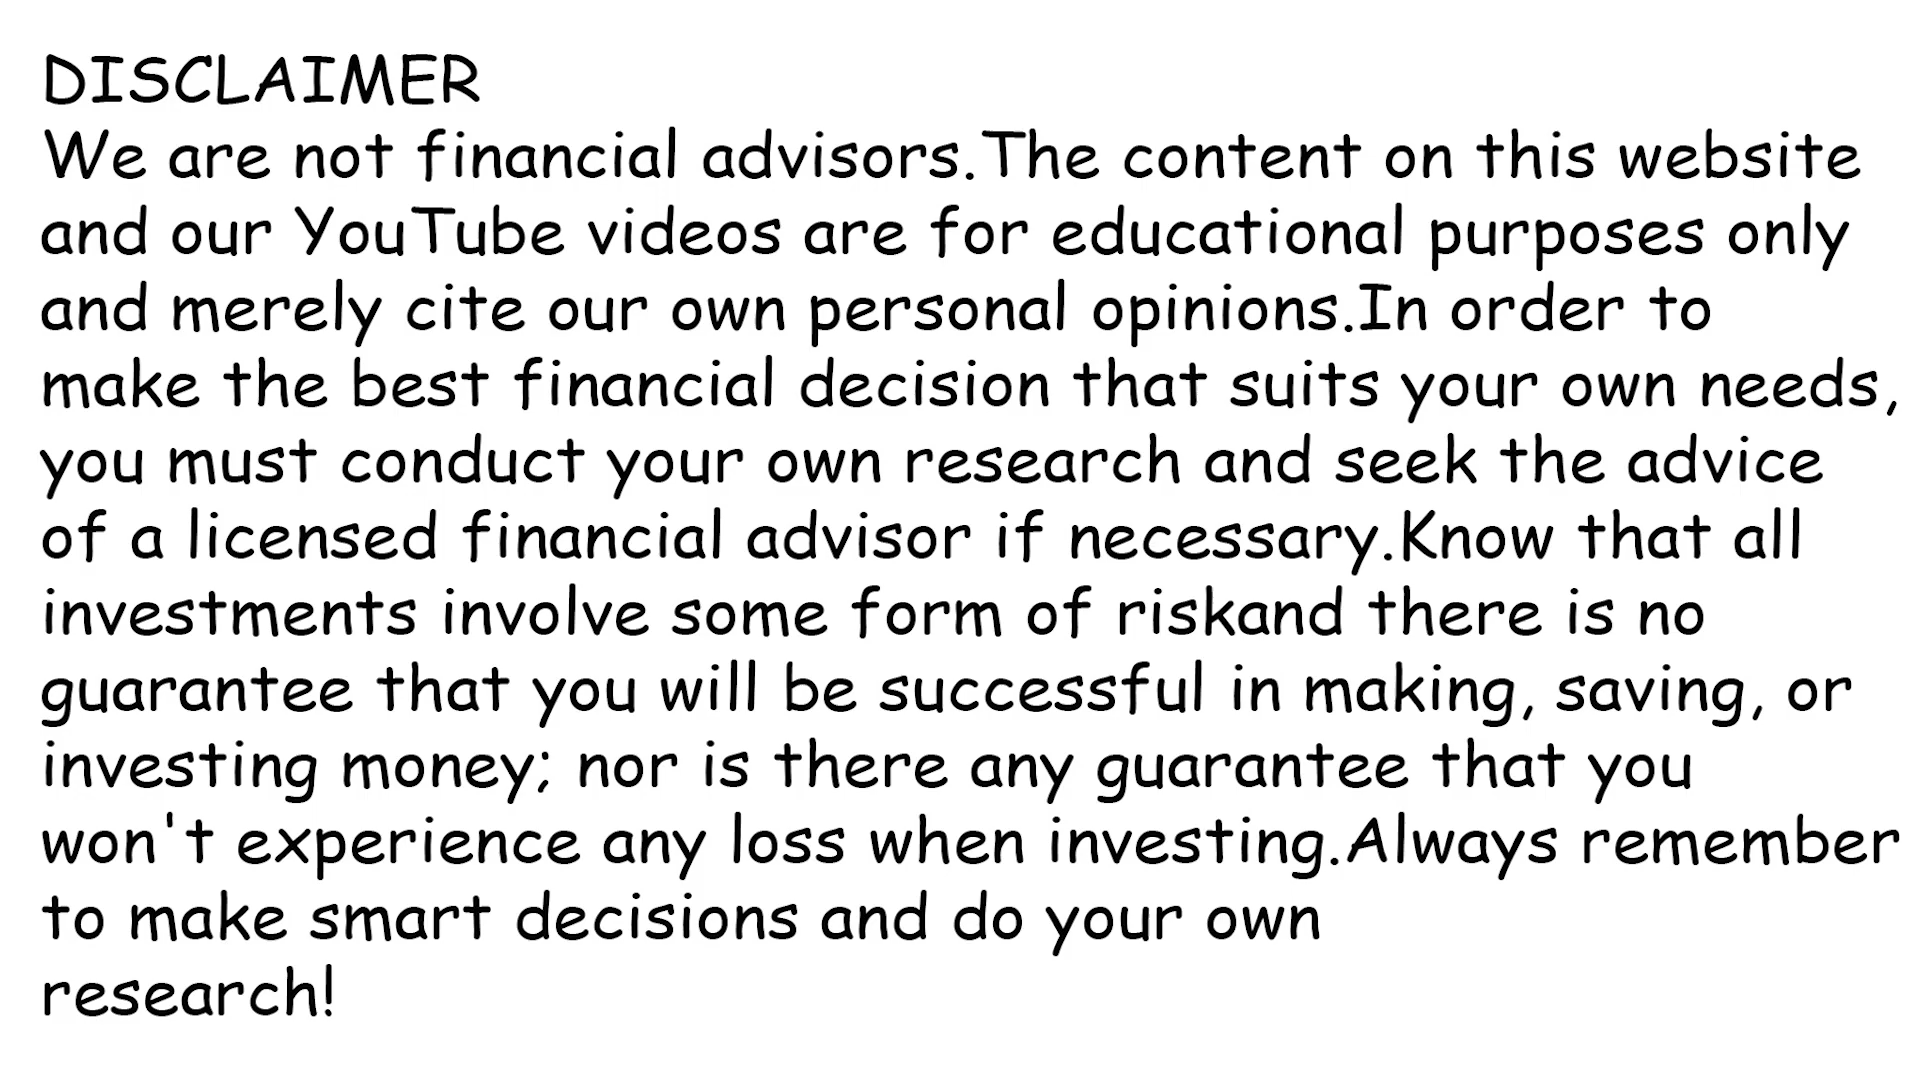 DISCLAIMER
We are not financial advisors.The content on this website
and our YouTube videos are for educational purposes only
and merely cite our own personal opinions.In order to
make the best financial decision that suits your own needs,
you must conduct your own research and seek the advice
of a licensed financial advisor if necessary.Know that all
investments involve some form of riskand there is no
guarantee that you will be successful in making, saving, or
investing money; nor is there any guarantee that you
won't experience any loss when investing.Always remember
to make smart decisions and do your own
research!